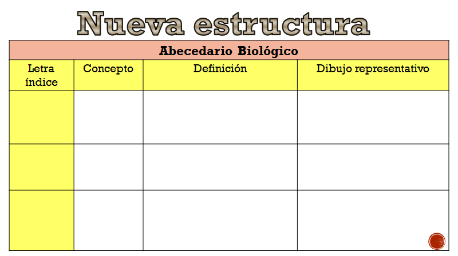 Nueva estructura
Abecedario Biológico
Letra índice
Concepto
Definición
Dibujo representativo